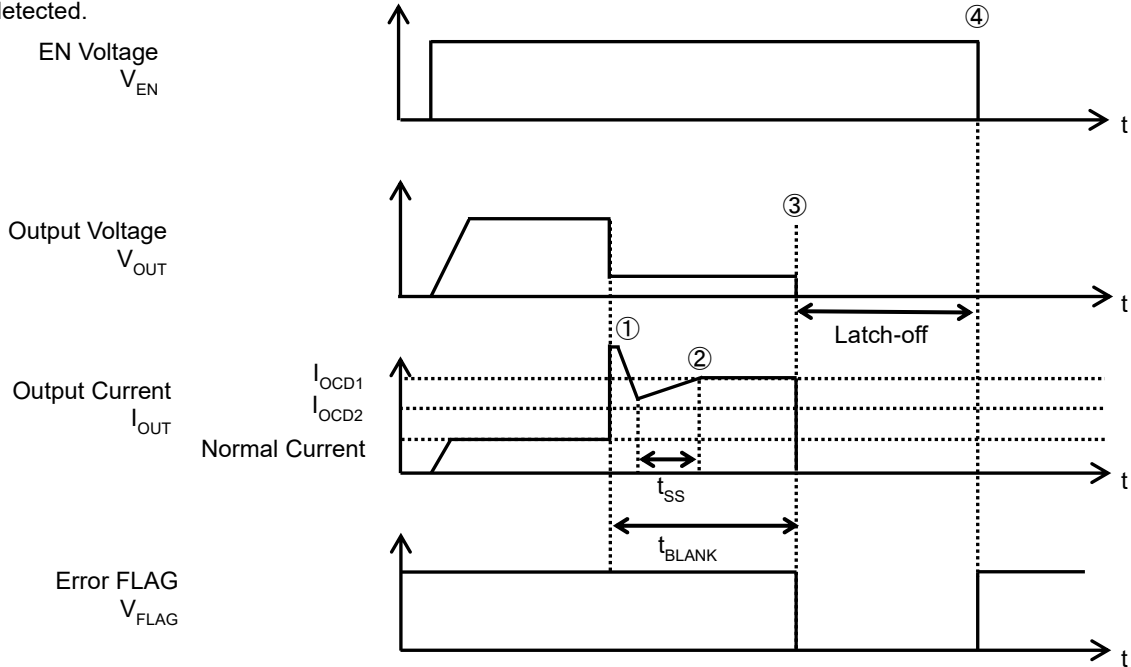 ④
EN Voltage
V_EN
t
③
Output Voltage
V_OUT
t
Latch-off
①
②
I_OCD1
Output Current
I_OUT
I_OCD2
Normal Current
t
t_SS
t_BLANK
Error FLAG
V_FLAG
t